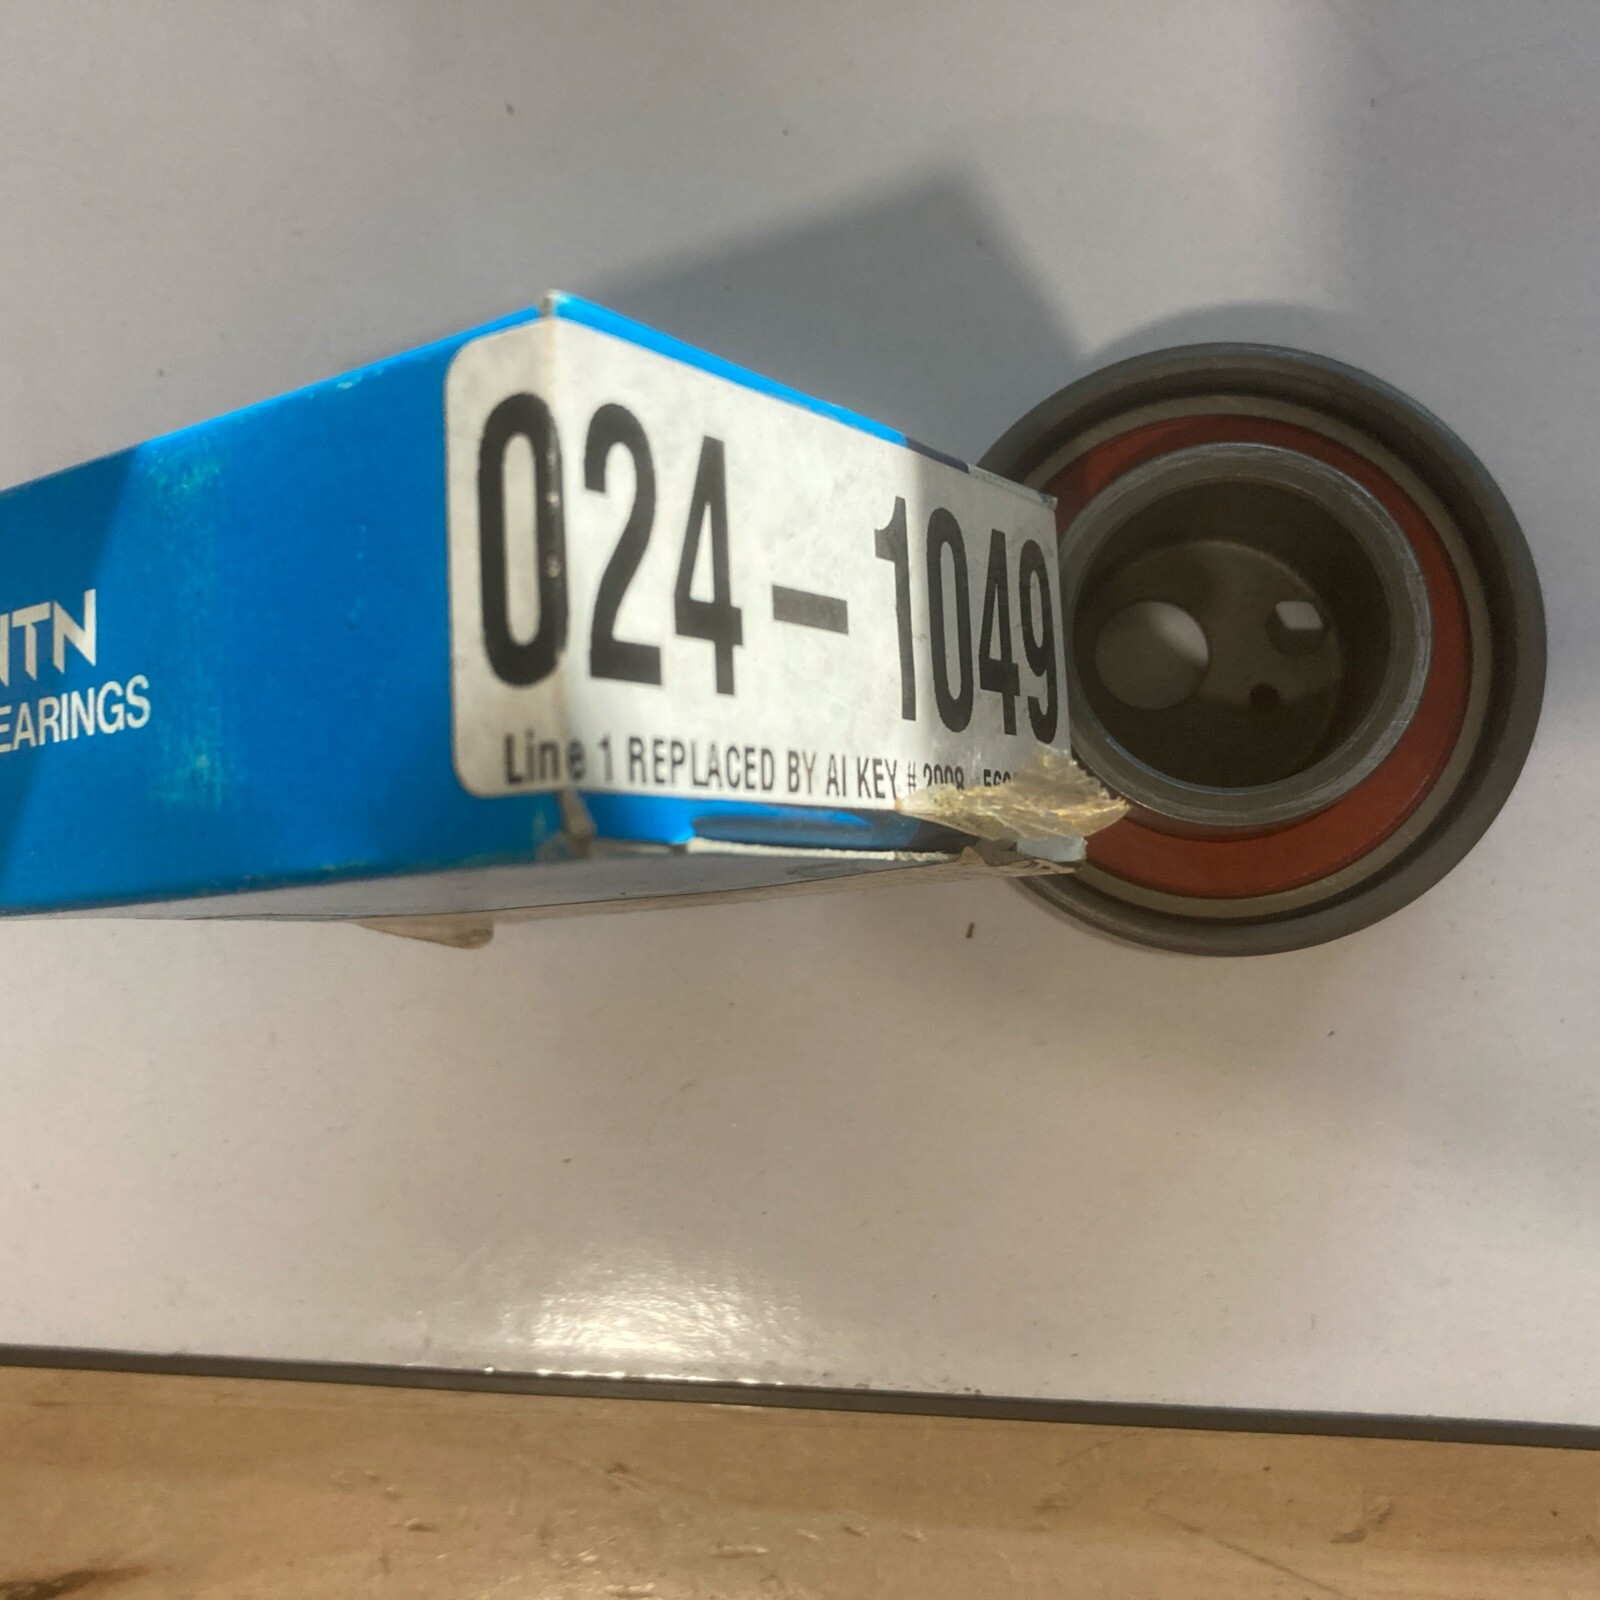 024-1049
Line 1 REPLACED BY AI KEY #
NTN
BEARINGS